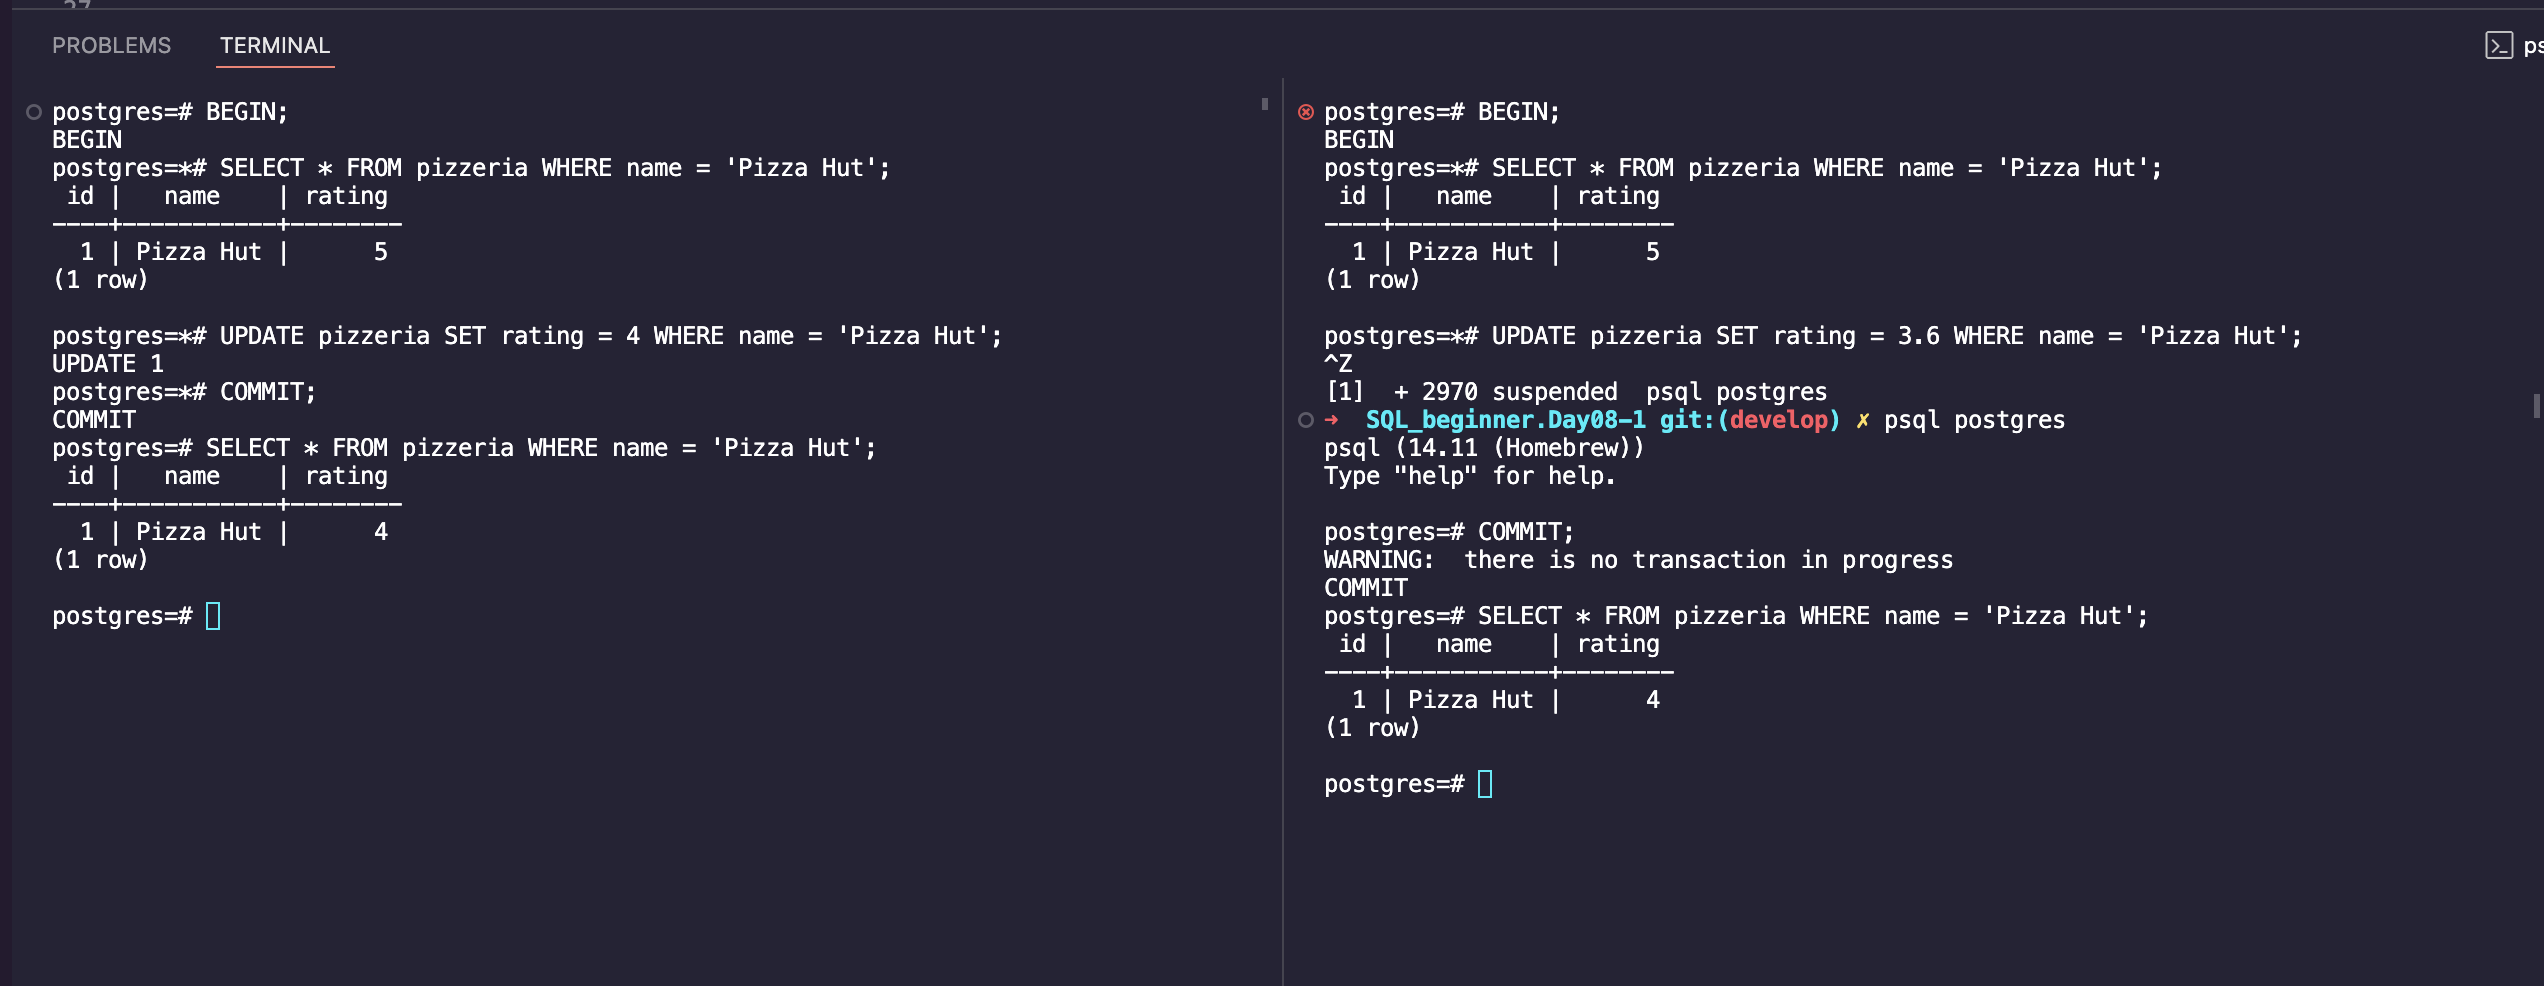 PROBLEMS TERMINAL
postgres=# BEGIN;
BEGIN
postgres=*# SELECT * FROM pizzeria WHERE name = 'Pizza Hut';
 id |   name    | rating
----+-----------+--------
  1 | Pizza Hut |      5
(1 row)
postgres=*# UPDATE pizzeria SET rating = 4 WHERE name = 'Pizza Hut';
UPDATE 1
postgres=*# COMMIT;
COMMIT
postgres=# SELECT * FROM pizzeria WHERE name = 'Pizza Hut';
 id |   name    | rating
----+-----------+--------
  1 | Pizza Hut |      4
(1 row)
postgres=#
postgres=# BEGIN;
BEGIN
postgres=*# SELECT * FROM pizzeria WHERE name = 'Pizza Hut';
 id |   name    | rating
----+-----------+--------
  1 | Pizza Hut |      5
(1 row)
postgres=*# UPDATE pizzeria SET rating = 3.6 WHERE name = 'Pizza Hut';
^Z
[1]  + 2970 suspended  psql postgres
➜  SQL_beginner.Day08-1 git:(develop) ✗ psql postgres
psql (14.11 (Homebrew))
Type "help" for help.
postgres=# COMMIT;
WARNING:  there is no transaction in progress
COMMIT
postgres=# SELECT * FROM pizzeria WHERE name = 'Pizza Hut';
 id |   name    | rating
----+-----------+--------
  1 | Pizza Hut |      4
(1 row)
postgres=#